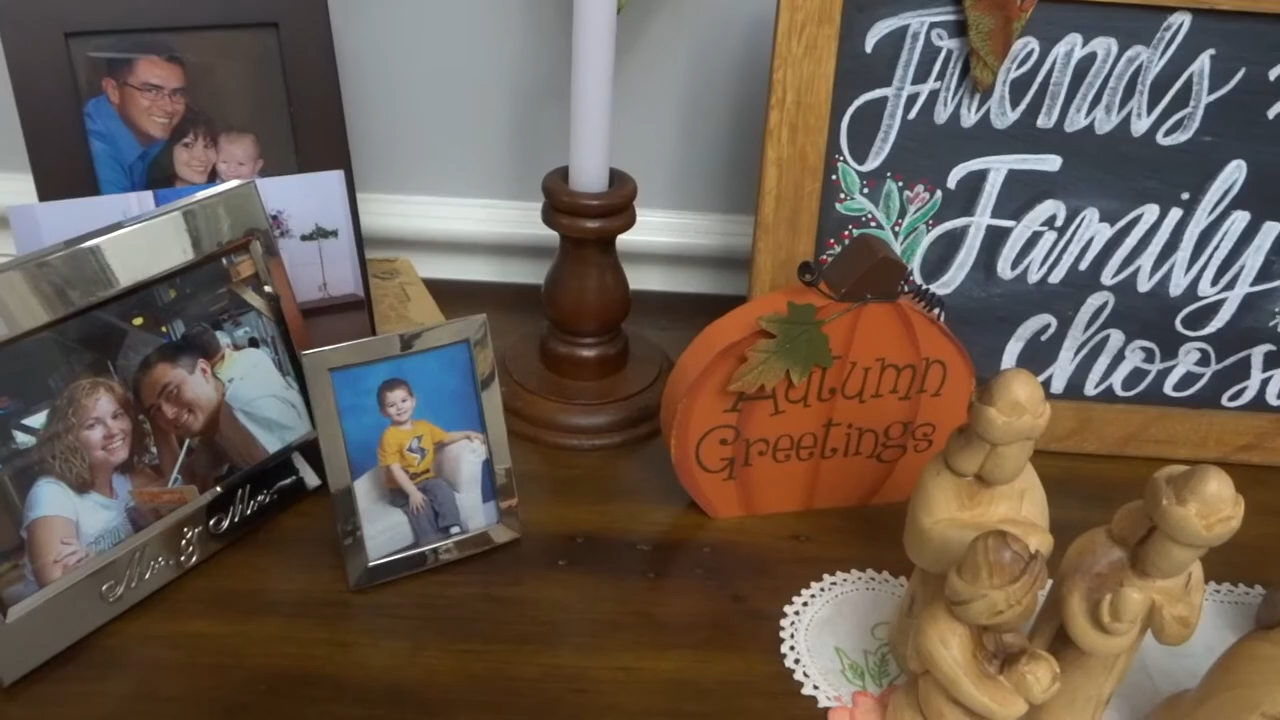 Friends
Family
choos
Autumn
Greetings
Mr. & Mrs.